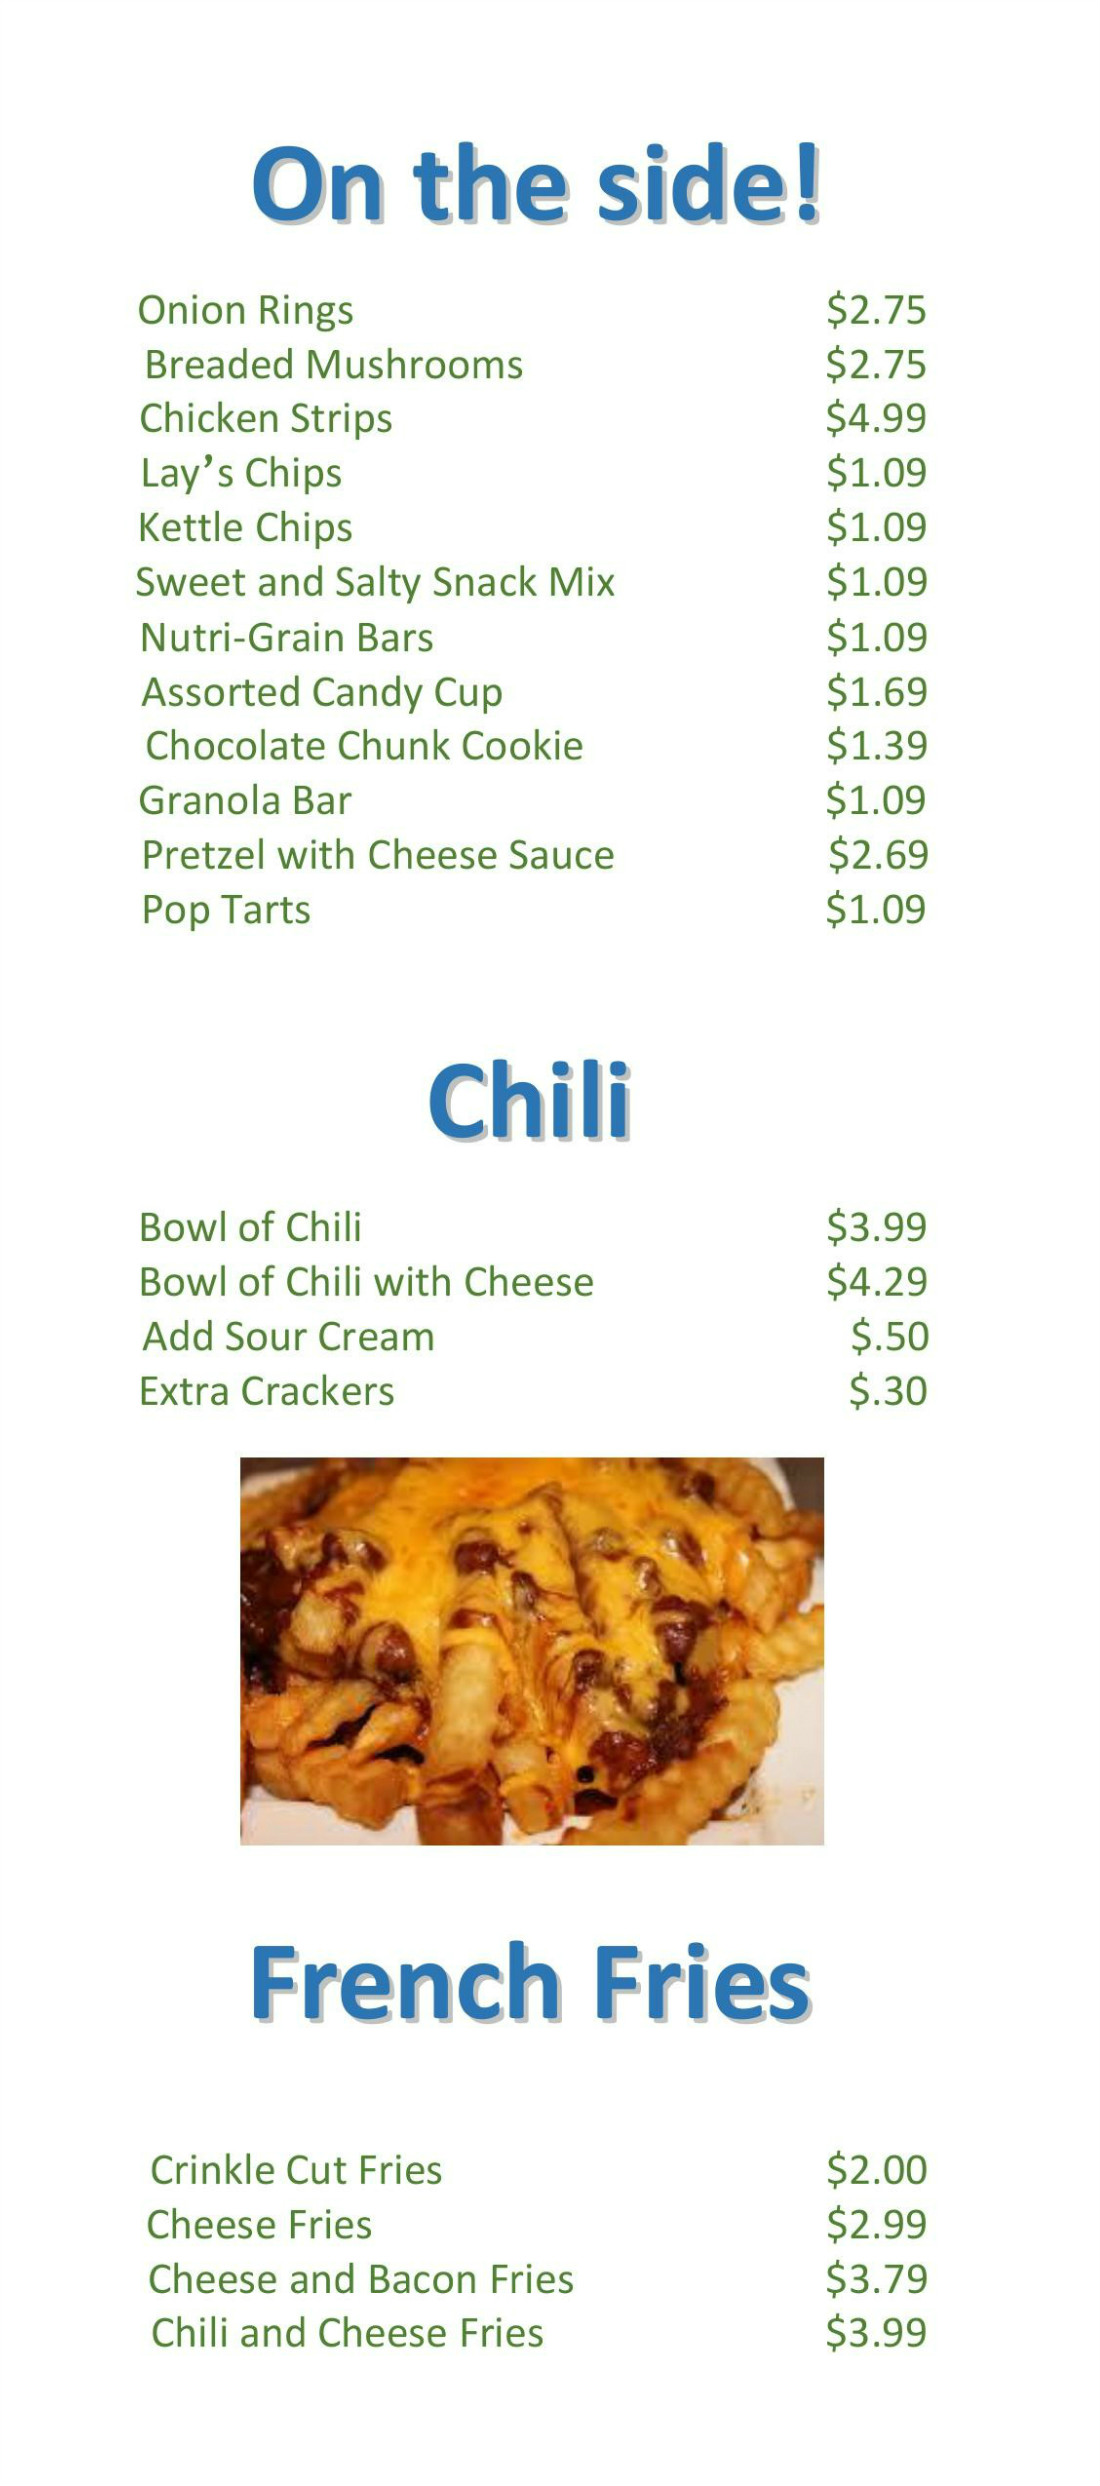 On the side!
Onion Rings $2.75
Breaded Mushrooms $2.75
Chicken Strips $4.99
Lay’s Chips $1.09
Kettle Chips $1.09
Sweet and Salty Snack Mix $1.09
Nutri-Grain Bars $1.09
Assorted Candy Cup $1.69
Chocolate Chunk Cookie $1.39
Granola Bar $1.09
Pretzel with Cheese Sauce $2.69
Pop Tarts $1.09
Chili
Bowl of Chili $3.99
Bowl of Chili with Cheese $4.29
Add Sour Cream $.50
Extra Crackers $.30
French Fries
Crinkle Cut Fries $2.00
Cheese Fries $2.99
Cheese and Bacon Fries $3.79
Chili and Cheese Fries $3.99